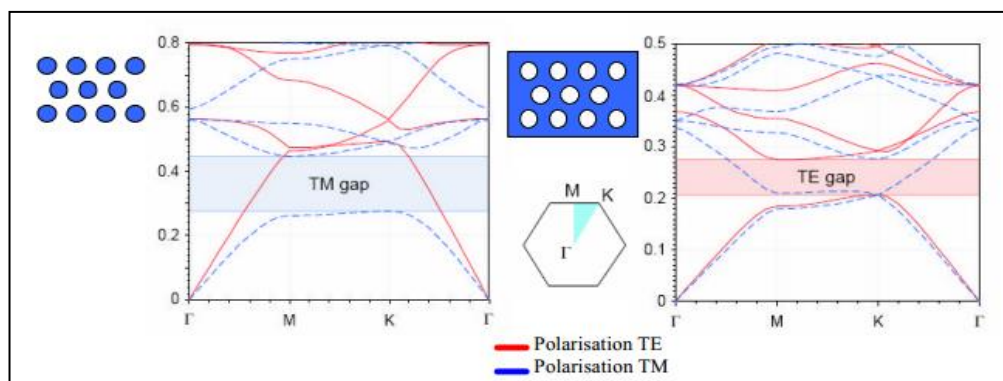 0.8
0.6
0.4
0.2
0
TM gap
Γ
M
K
Γ
M
K
Γ
0.5
0.4
0.3
0.2
0.1
0
TE gap
Γ
M
K
Γ
Polarisation TE
Polarisation TM